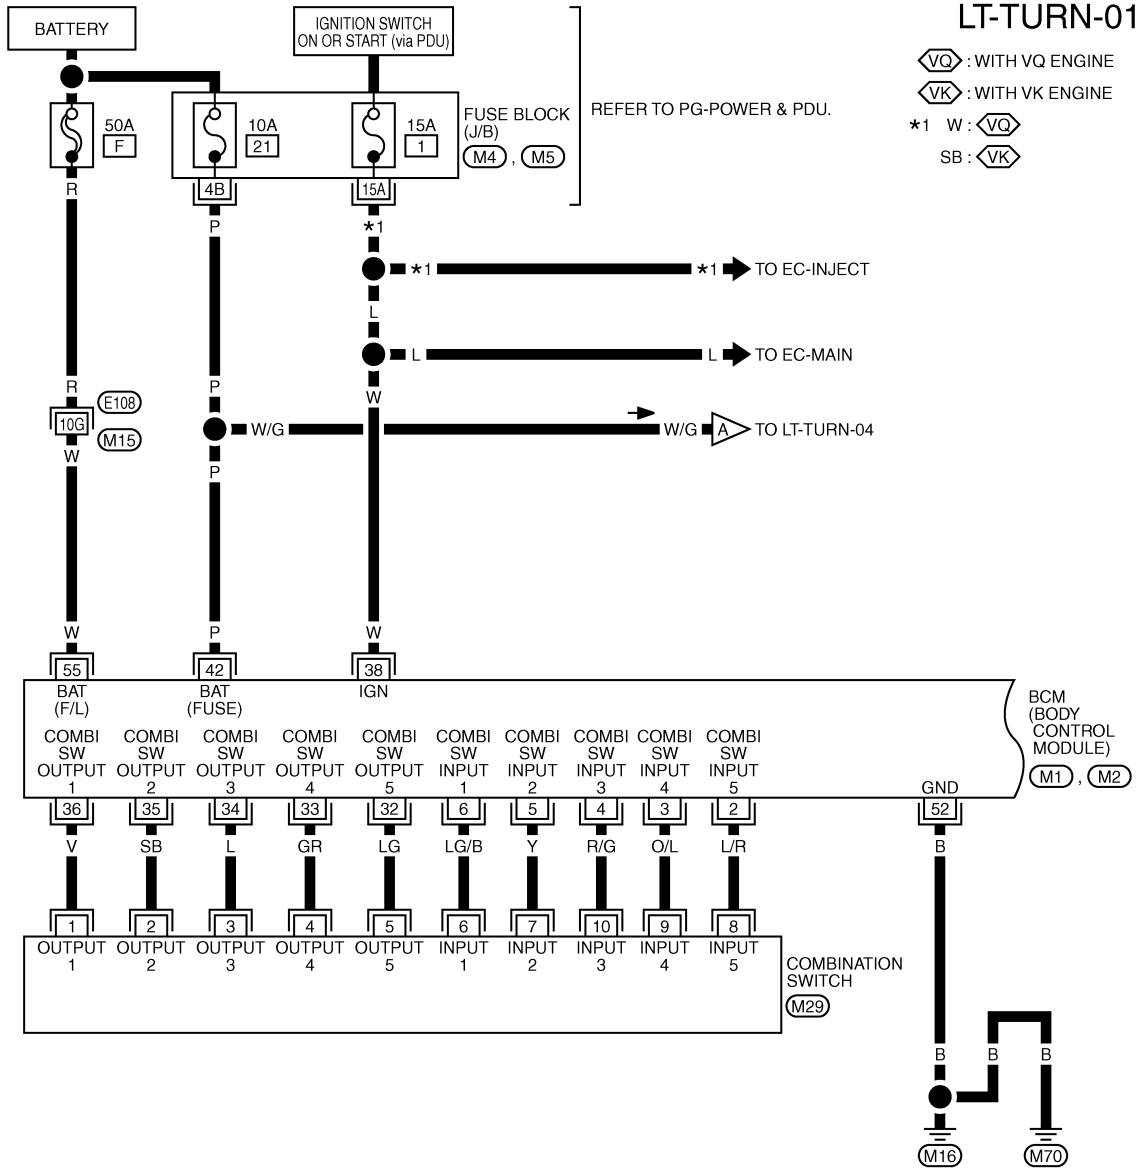 LT-TURN-01
BATTERY
IGNITION SWITCH
ON OR START (via PDU)
VQ : WITH VQ ENGINE
VK : WITH VK ENGINE
*1 W : VQ
SB : VK
50A
F
10A
21
15A
1
FUSE BLOCK
(J/B)
M4 , M5
REFER TO PG-POWER & PDU.
R
4B
15A
P
*1
*1
*1
TO EC-INJECT
L
L
L
TO EC-MAIN
R
P
W
10G
E108
M15
W/G
W/G
A
TO LT-TURN-04
W
P
W
P
W
55
42
38
BAT
(F/L)
BAT
(FUSE)
IGN
BCM
(BODY
CONTROL
MODULE)
M1 , M2
COMBI COMBI COMBI COMBI COMBI COMBI COMBI COMBI COMBI COMBI
SW SW SW SW SW SW SW SW SW SW
OUTPUT OUTPUT OUTPUT OUTPUT OUTPUT INPUT INPUT INPUT INPUT INPUT
1 2 3 4 5 1 2 3 4 5
GND
36 35 34 33 32 6 5 4 3 2 52
V SB L GR LG LG/B Y R/G O/L L/R B
1 2 3 4 5 6 7 10 9 8
OUTPUT OUTPUT OUTPUT OUTPUT OUTPUT INPUT INPUT INPUT INPUT INPUT
1 2 3 4 5 1 2 3 4 5
COMBINATION
SWITCH
M29
B B B
M16 M70